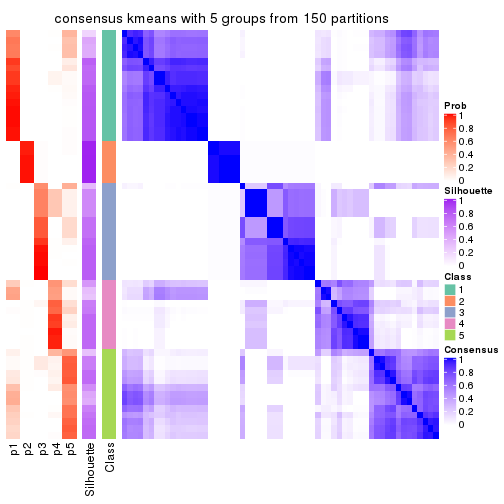 consensus kmeans with 5 groups from 150 partitions
Prob
1
0.8
0.6
0.4
0.2
0
Silhouette
1
0.8
0.6
0.4
0.2
0
Class
1
2
3
4
5
Consensus
1
0.8
0.6
0.4
0.2
0
p1
p2
p3
p4
p5
Silhouette
Class